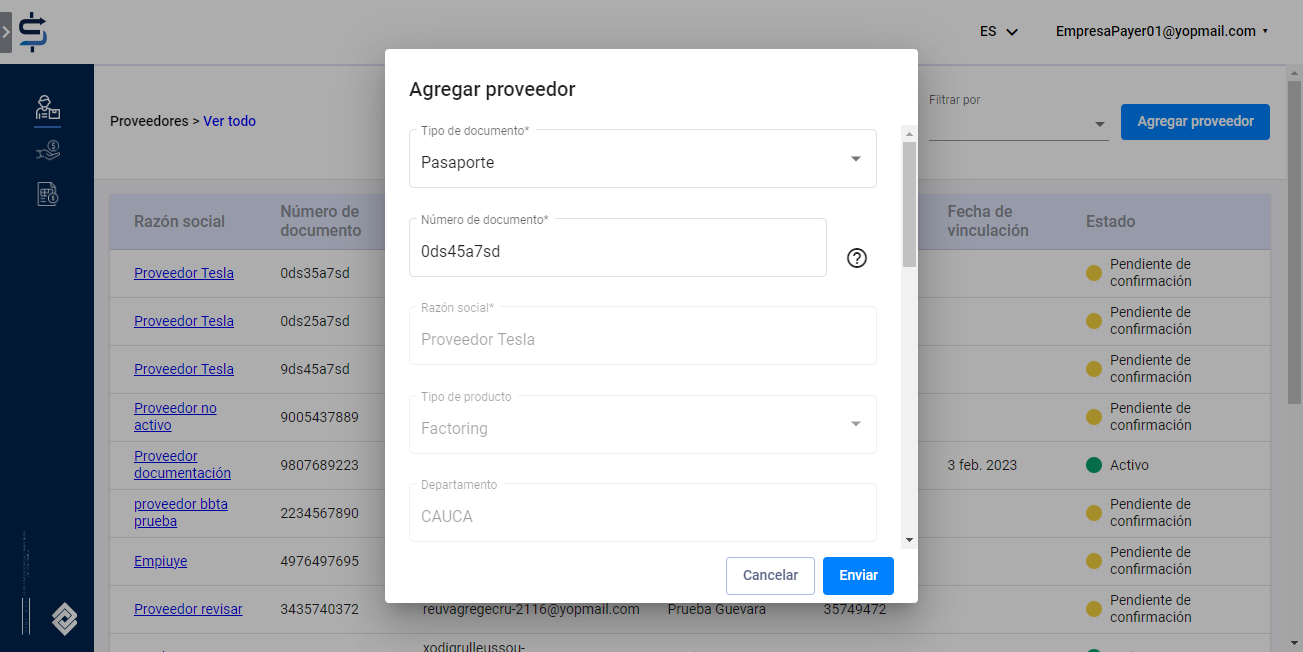 ES
EmpresaPayer01@yopmail.com
Proveedores > Ver todo
Filtrar por
Agregar proveedor
Razón social
Número de documento
Fecha de vinculación
Estado
Proveedor Tesla
0ds35a7sd
Pendiente de confirmación
Proveedor Tesla
0ds25a7sd
Pendiente de confirmación
Proveedor Tesla
9ds45a7sd
Pendiente de confirmación
Proveedor no activo
9005437889
Pendiente de confirmación
Proveedor documentación
9807689223
3 feb. 2023
Activo
proveedor bbta prueba
2234567890
Pendiente de confirmación
Empiuye
4976497695
Pendiente de confirmación
Proveedor revisar
3435740372
reuvagregecru-2116@yopmail.com
Prueba Guevara
35749472
Pendiente de confirmación
xodigrulleussou-
Agregar proveedor
Tipo de documento*
Pasaporte
Número de documento*
0ds45a7sd
Razón social*
Proveedor Tesla
Tipo de producto
Factoring
Departamento
CAUCA
Cancelar
Enviar